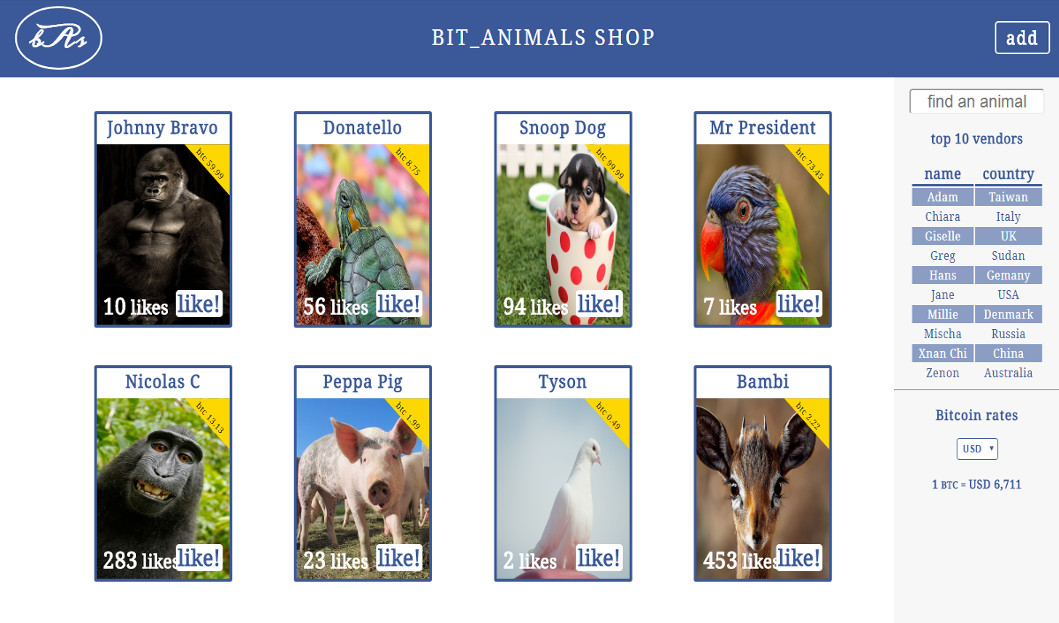 bAs
BIT_ANIMALS SHOP
add
Johnny Bravo
btc 59.99
10 likes
like!
Donatello
btc 8.75
56 likes
like!
Snoop Dog
btc 99.99
94 likes
like!
Mr President
btc 73.45
7 likes
like!
Nicolas C
btc 13.13
283 likes
like!
Peppa Pig
btc 1.99
23 likes
like!
Tyson
btc 0.49
2 likes
like!
Bambi
btc 2.22
453 likes
like!
find an animal
top 10 vendors
name country
Adam Taiwan
Chiara Italy
Giselle UK
Greg Sudan
Hans Gemany
Jane USA
Millie Denmark
Mischa Russia
Xnan Chi China
Zenon Australia
Bitcoin rates
USD
1 BTC = USD 6,711